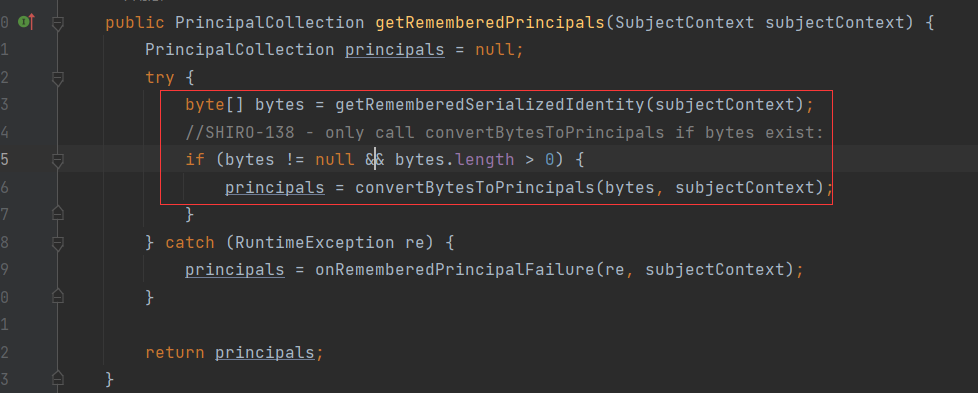 0 public PrincipalCollection getRememberedPrincipals(SubjectContext subjectContext) {
1 PrincipalCollection principals = null;
2 try {
3 byte[] bytes = getRememberedSerializedIdentity(subjectContext);
4 //SHIRO-138 - only call convertBytesToPrincipals if bytes exist:
5 if (bytes != null && bytes.length > 0) {
6 principals = convertBytesToPrincipals(bytes, subjectContext);
7 }
8 } catch (RuntimeException re) {
9 principals = onRememberedPrincipalFailure(re, subjectContext);
0 }
1
2 return principals;
3 }